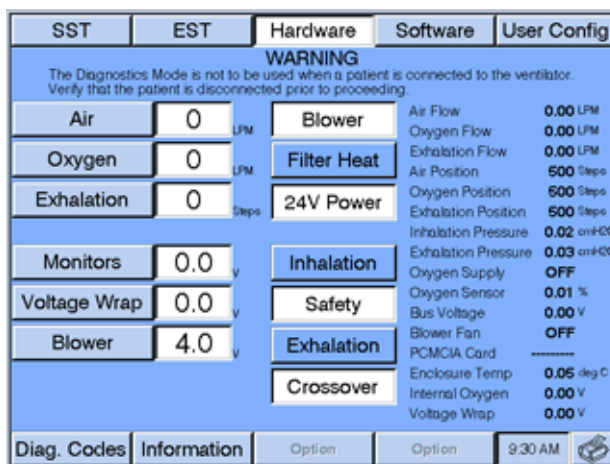 SST EST Hardware Software User Config
WARNING
The Diagnostics Mode is not to be used when a patient is connected to the ventilator.
Verify that the patient is disconnected prior to proceeding.
Air 0 LPM Blower Air Flow 0.00 LPM
Oxygen Flow 0.00 LPM
Oxygen 0 LPM Filter Heat Exhalation Flow 0.00 LPM
Air Position 500 Steps
Exhalation 0 Steps 24V Power Oxygen Position 500 Steps
Exhalation Position 500 Steps
Inhalation Pressure 0.02 cmH2O
Monitors 0.0 V Inhalation Exhalation Pressure 0.03 cmH2O
Oxygen Supply OFF
Voltage Wrap 0.0 V Safety Oxygen Sensor 0.01 %
Bus Voltage 0.00 V
Blower 4.0 V Exhalation Blower Fan OFF
PCMCIA Card ---------
Crossover Enclosure Temp 0.05 deg C
Internal Oxygen 0.00 V
Voltage Wrap 0.00 V
Diag. Codes Information Option Option 9:30 AM